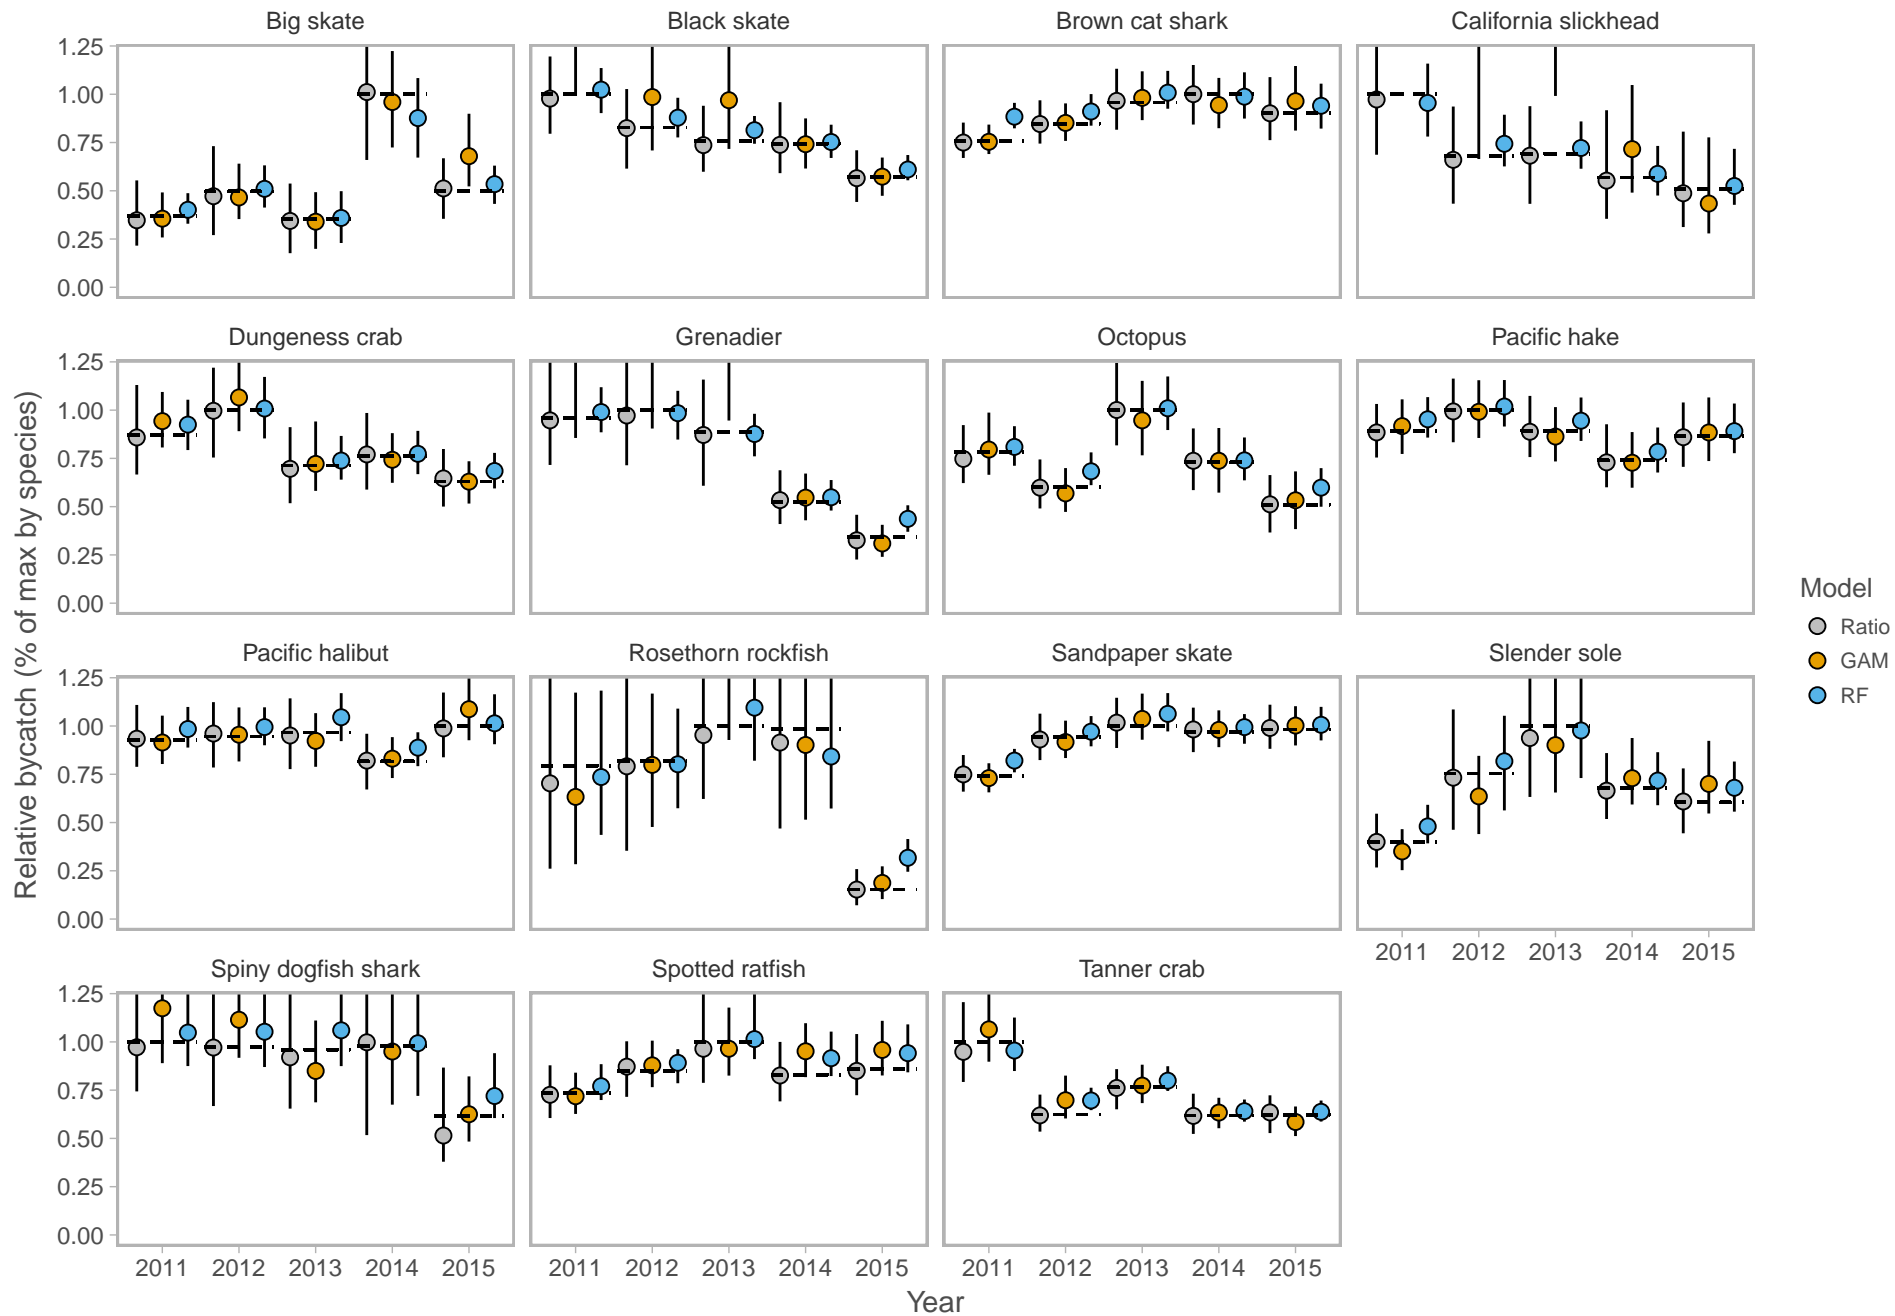 Big skate
Black skate
Brown cat shark
California slickhead
1.25
1.00
0.75
0.50
0.25
0.00
Dungeness crab
Grenadier
Octopus
Pacific hake
1.25
1.00
0.75
0.50
0.25
0.00
Pacific halibut
Rosethorn rockfish
Sandpaper skate
Slender sole
1.25
1.00
0.75
0.50
0.25
0.00
2011 2012 2013 2014 2015
Spiny dogfish shark
Spotted ratfish
Tanner crab
1.25
1.00
0.75
0.50
0.25
0.00
2011 2012 2013 2014 2015
2011 2012 2013 2014 2015
2011 2012 2013 2014 2015
Year
Relative bycatch (% of max by species)
Model
Ratio
GAM
RF